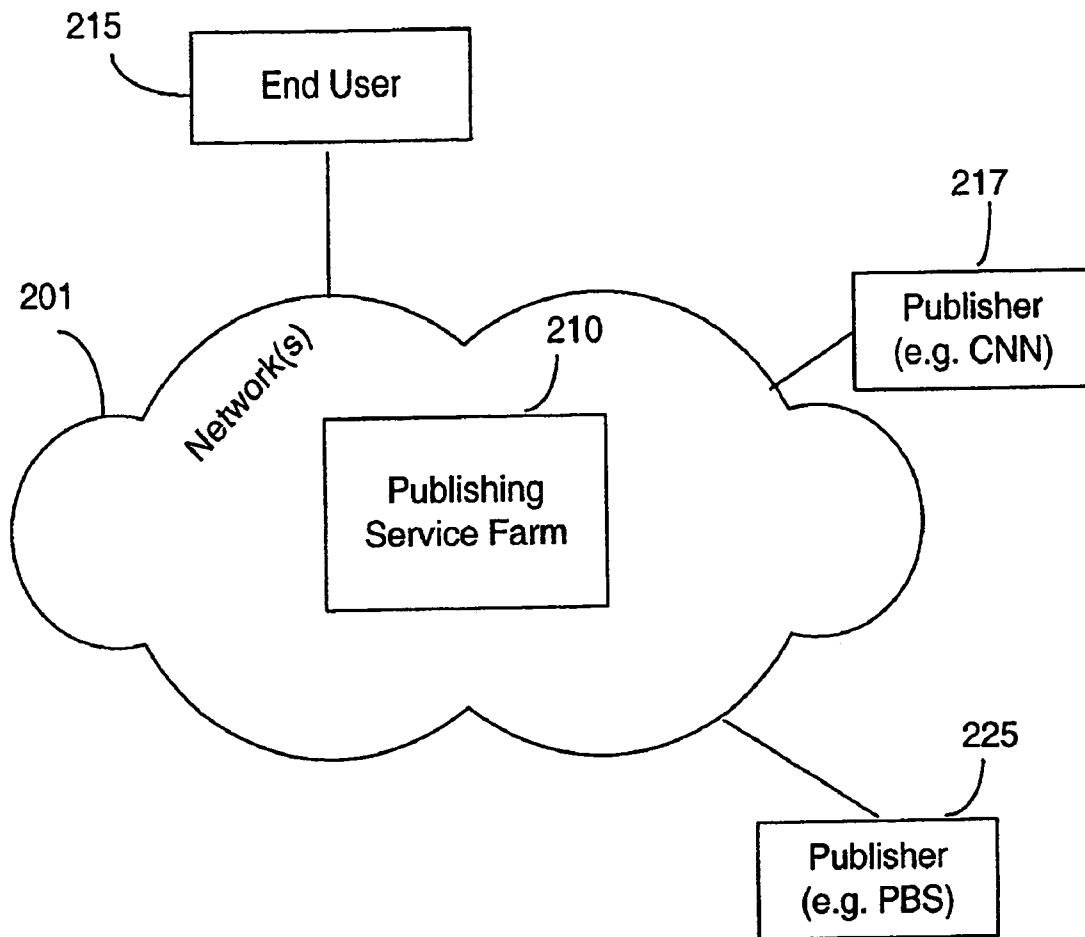 215
End User
217
Publisher
(e.g. CNN)
201
Network(s)
210
Publishing
Service Farm
225
Publisher
(e.g. PBS)